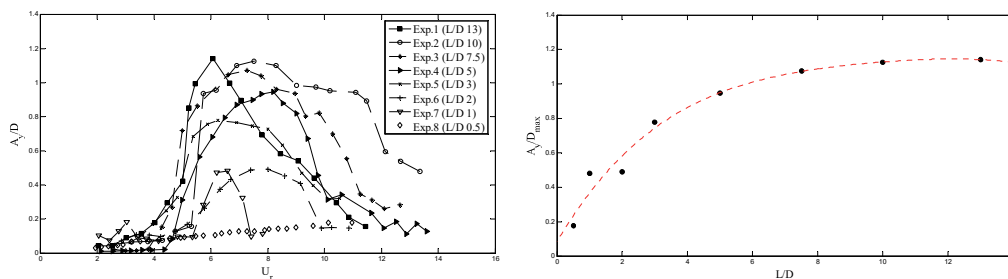 1.4
1.2
1
0.8
0.6
0.4
0.2
0
A_y/D
0 2 4 6 8 10 12 14
U_r
Exp.1 (L/D 13)
Exp.2 (L/D 10)
Exp.3 (L/D 7.5)
Exp.4 (L/D 5)
Exp.5 (L/D 3)
Exp.6 (L/D 2)
Exp.7 (L/D 1)
Exp.8 (L/D 0.5)
1.4
1.2
1
0.8
0.6
0.4
0.2
0
A_y/D_max
0 2 4 6 8 10 12
L/D